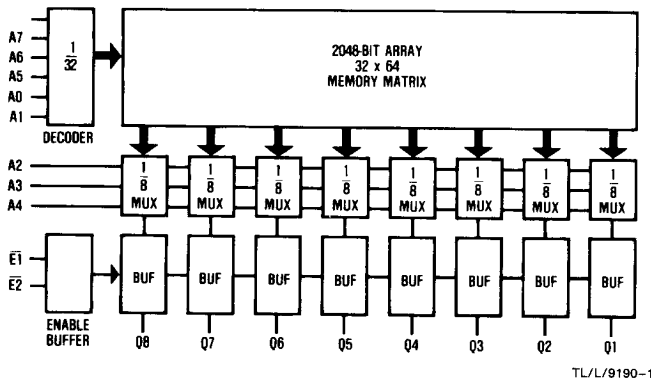 A7
A6
A5
A0
A1
1
32
DECODER
2048-BIT ARRAY
32 x 64
MEMORY MATRIX
A2
A3
A4
1 1 1 1 1 1 1 1
8 8 8 8 8 8 8 8
MUX MUX MUX MUX MUX MUX MUX MUX
E̅1̅
E̅2̅
ENABLE
BUFFER
BUF BUF BUF BUF BUF BUF BUF BUF
Q8 Q7 Q6 Q5 Q4 Q3 Q2 Q1
TL/L/9190-1